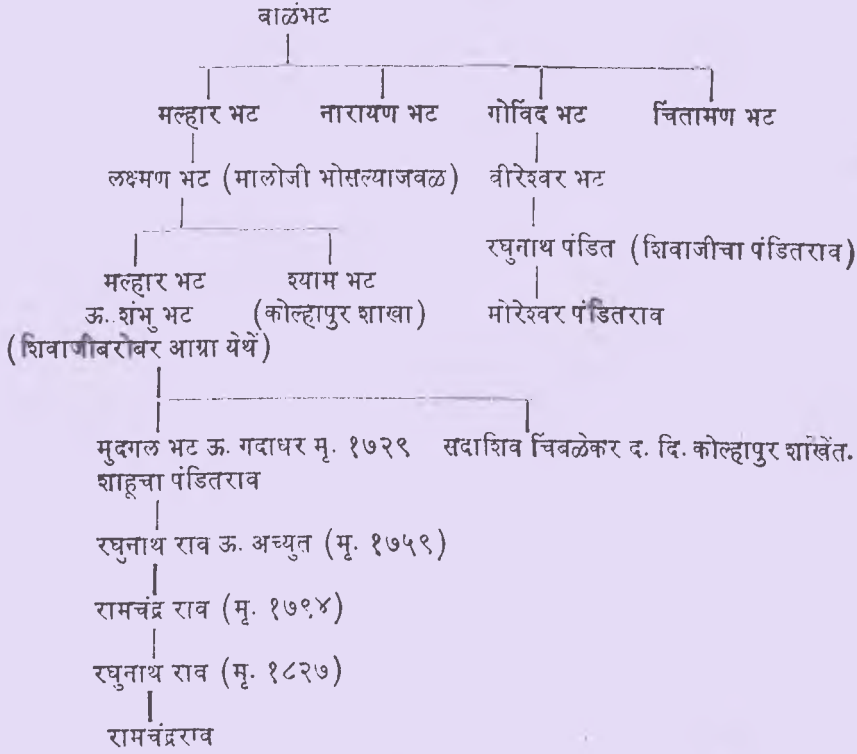 बाळंभट
मल्हार भट नारायण भट गोविंद भट चिंतामण भट
लक्ष्मण भट (मालोजी भोसल्याजवळ) वीरेश्वर भट
रघुनाथ पंडित (शिवाजीचा पंडितराव)
मल्हार भट श्याम भट
ऊ. शंभु भट (कोल्हापुर शाखा) मोरेश्वर पंडितराव
(शिवाजीबरोबर आग्रा येथें)
मुदगल भट ऊ. गदाधर मृ. १७२९ सदाशिव चिंबळेकर द. दि. कोल्हापुर शाखेंत.
शाहूचा पंडितराव
रघुनाथ राव ऊ. अच्युत (मृ. १७५९)
रामचंद्र राव (मृ. १७९४)
रघुनाथ राव (मृ. १८२७)
रामचंद्रराव